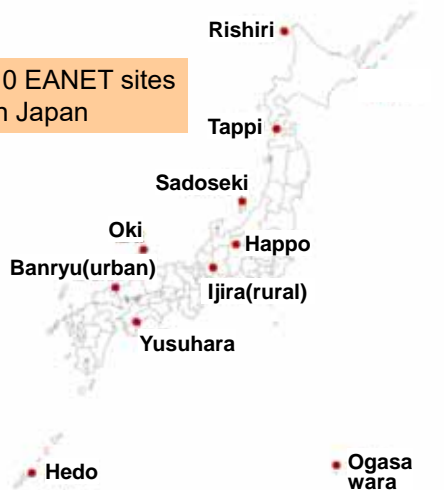 Rishiri
0 EANET sites
n Japan
Tappi
Sadoseki
Oki
Happo
Banryu(urban)
Ijira(rural)
Yusuhara
Hedo
Ogasa
wara